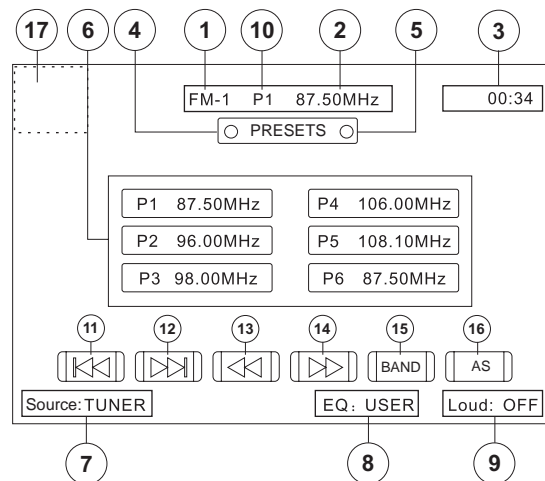 17 6 4 1 10 2 5 3
FM-1 P1 87.50MHz 00:34
PRESETS
P1 87.50MHz P4 106.00MHz
P2 96.00MHz P5 108.10MHz
P3 98.00MHz P6 87.50MHz
11 12 13 14 15 16
BAND AS
Source: TUNER EQ: USER Loud: OFF
7 8 9